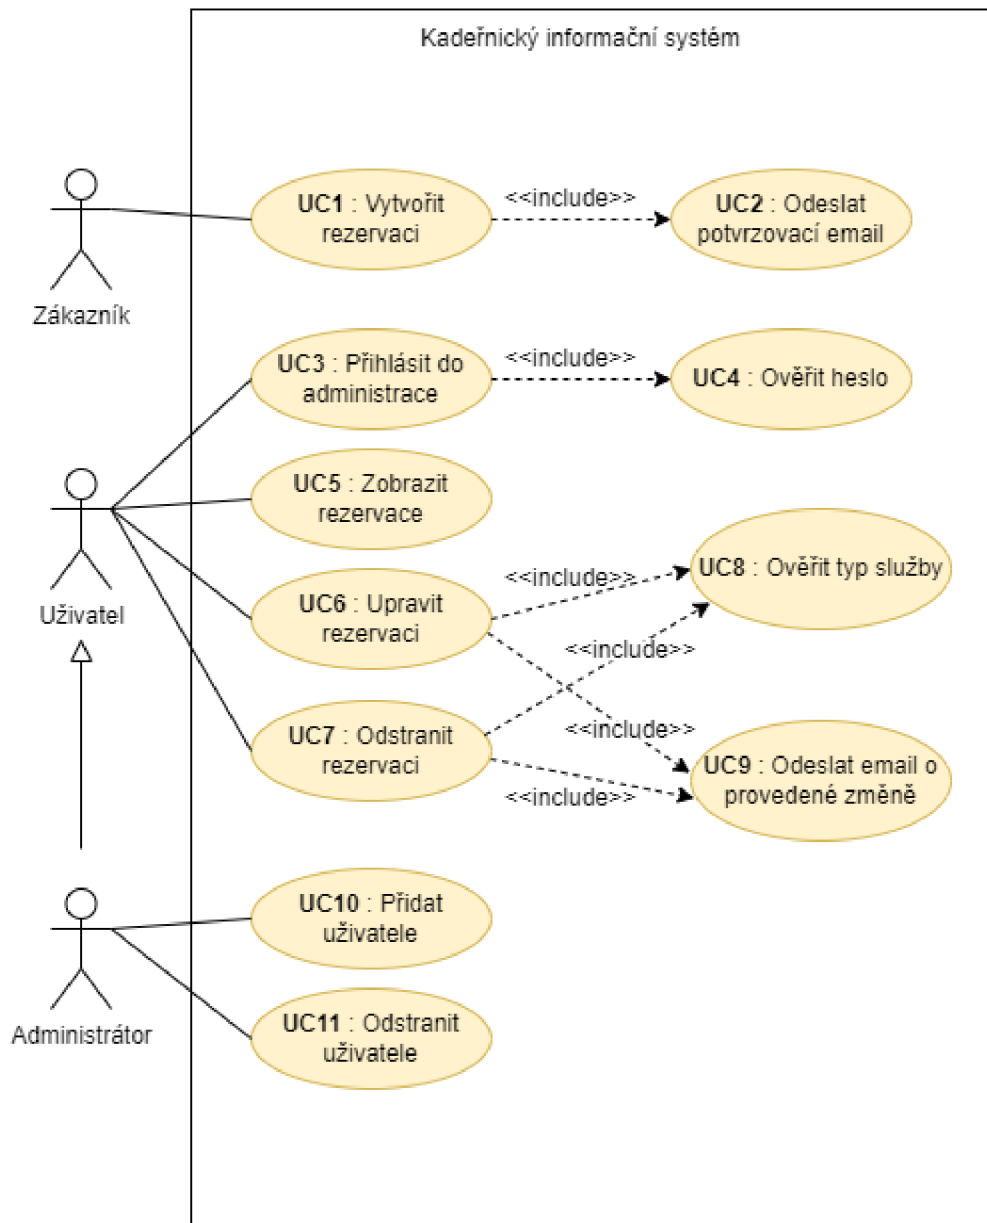 Kadeřnický informační systém
UC1 : Vytvořit
rezervaci
<<include>>
UC2 : Odeslat
potvrzovací email
Zákazník
UC3 : Přihlásit do
administrace
<<include>>
UC4 : Ověřit heslo
UC5 : Zobrazit
rezervace
Uživatel
UC6 : Upravit
rezervaci
<<include>>
UC8 : Ověřit typ služby
<<include>>
UC7 : Odstranit
rezervaci
<<include>>
<<include>>
UC9 : Odeslat email o
provedené změně
UC10 : Přidat
uživatele
Administrátor
UC11 : Odstranit
uživatele